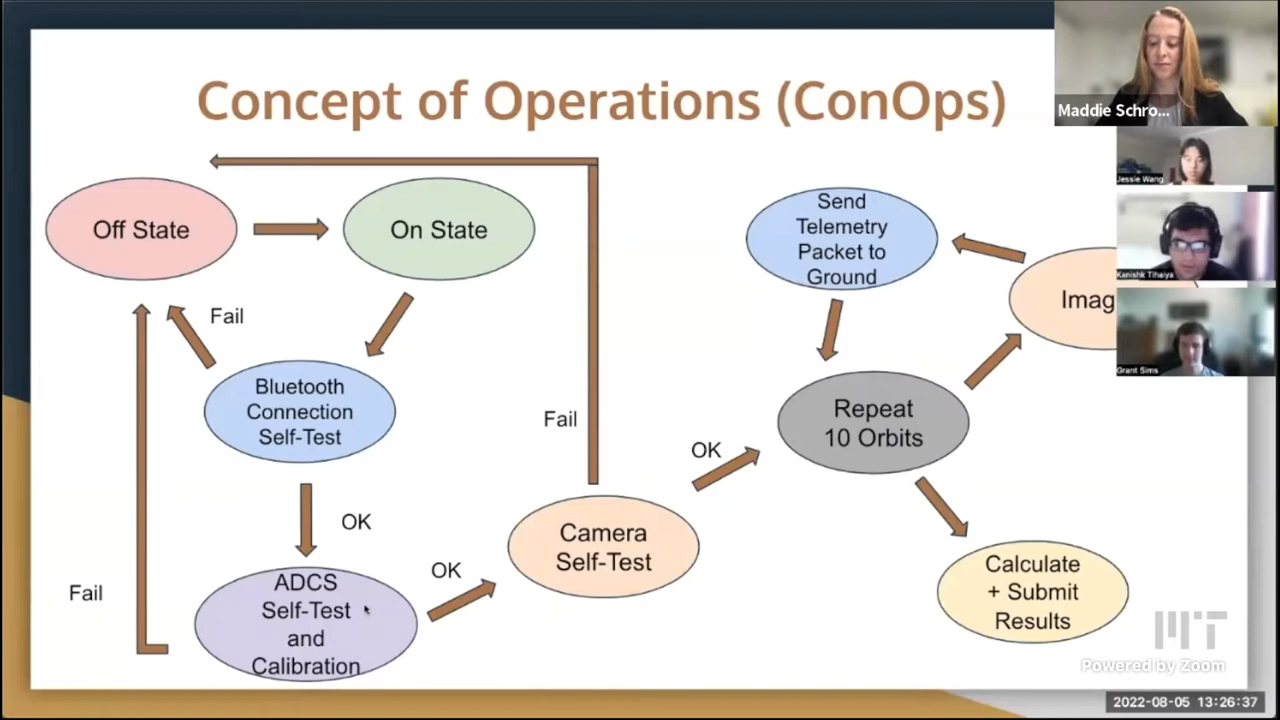 Concept of Operations (ConOps)
Maddie Schro...
Jessie Wang
Kanishk Tihaiya
Grant Sims
Off State
On State
Fail
Bluetooth
Connection
Self-Test
OK
Fail
ADCS
Self-Test
and
Calibration
OK
Fail
Camera
Self-Test
OK
Send
Telemetry
Packet to
Ground
Imag
Repeat
10 Orbits
Calculate
+ Submit
Results
MIT
Powered by Zoom
2022-08-05 13:26:37